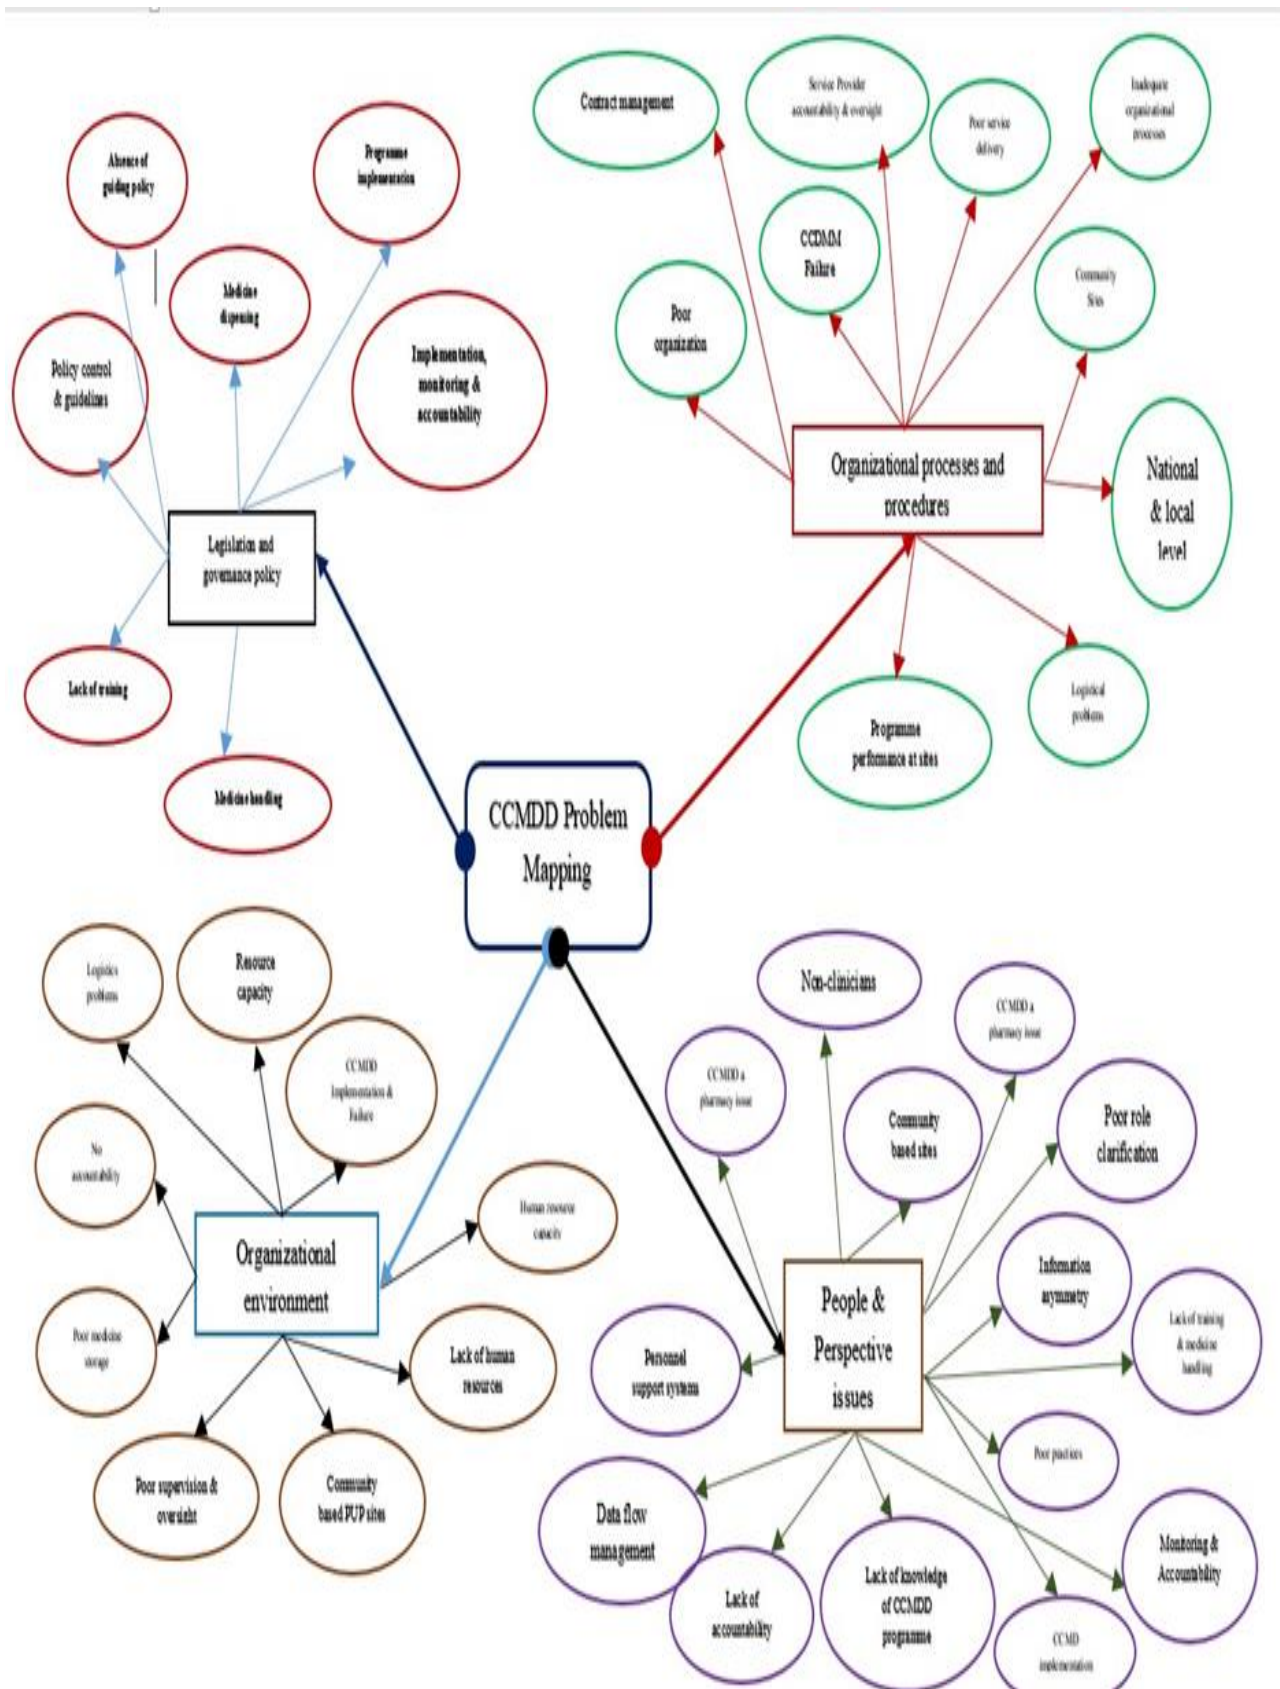 Contract management
Service Provider
accountability & oversight
Poor service
delivery
Inadequate
organizational
processes
Absence of
guiding policy
Programme
implementation
CCDMM
Failure
Community
Sites
Medicine
dispensing
Poor
organization
Policy control
& guidelines
Implementation,
monitoring &
accountability
Organizational processes and
procedures
National
& local
level
Legislation and
governance policy
Lack of training
Logistical
problems
Programme
performance at sites
Medicine handling
CCMDD Problem
Mapping
Logistics
problems
Resource
capacity
CCMDD
Implementation &
Failure
No
accountability
Human resource
capacity
Organizational
environment
Poor medicine
storage
Lack of human
resources
Poor supervision &
oversight
Community
based PUP sites
Non-clinicians
CCMDD a
pharmacy issue
CCMDD a
pharmacy issue
Community
based sites
Poor role
clarification
Information
asymmetry
People &
Perspective
issues
Lack of training
& medicine
handling
Personnel
support systems
Poor practices
Data flow
management
Monitoring &
Accountability
Lack of
accountability
Lack of knowledge
of CCMDD
programme
CCMD
implementation